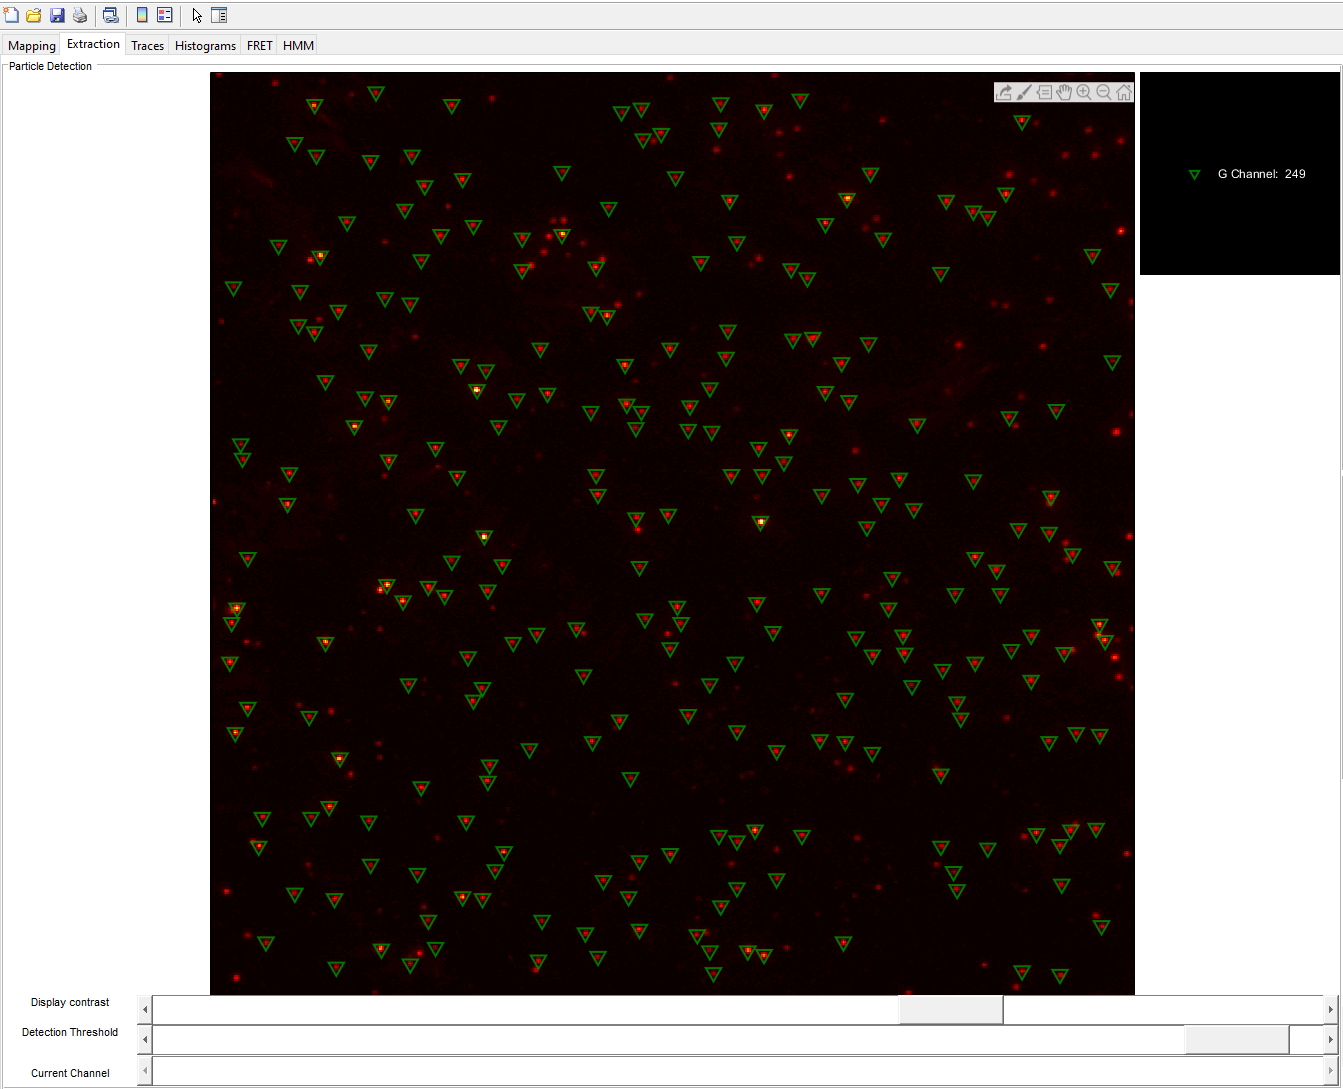 Mapping Extraction Traces Histograms FRET HMM
Particle Detection
G Channel: 249
Display contrast
Detection Threshold
Current Channel